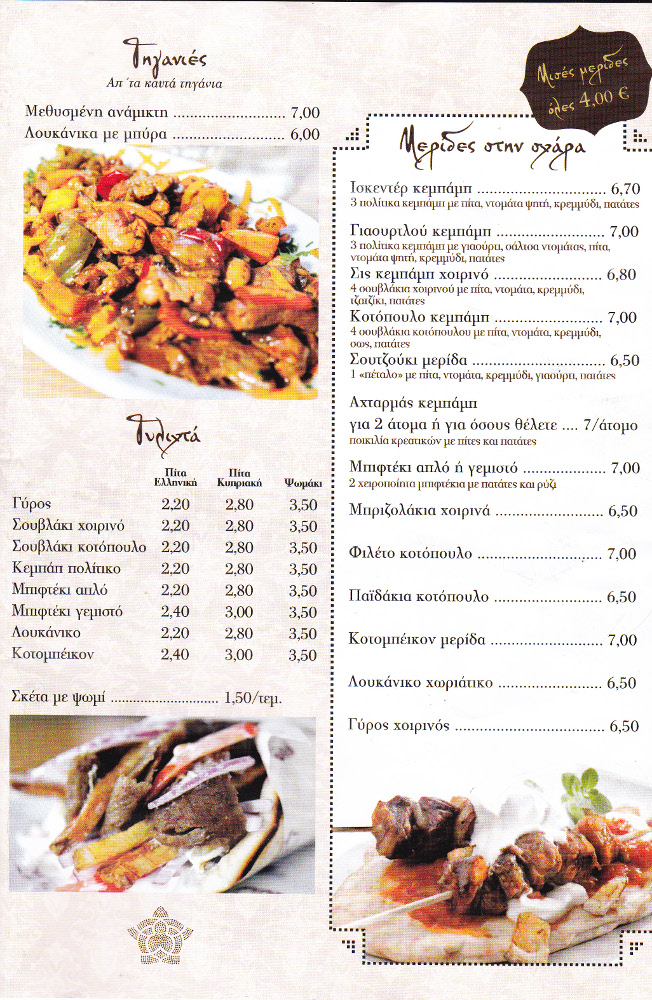 Τηγανιές
Απ΄τα καυτά τηγάνια
Μεθυσμένη ανάμικτη ............................ 7,00
Λουκάνικα με μπύρα ............................ 6,00
Τυλιχτά
Πίτα Ελληνική Πίτα Κυπριακή Ψωμάκι
Γύρος 2,20 2,80 3,50
Σουβλάκι χοιρινό 2,20 2,80 3,50
Σουβλάκι κοτόπουλο 2,20 2,80 3,50
Κεμπάπ πολίτικο 2,20 2,80 3,50
Μπιφτέκι απλό 2,20 2,80 3,50
Μπιφτέκι γεμιστό 2,40 3,00 3,50
Λουκάνικο 2,20 2,80 3,50
Κοτομπέικον 2,40 3,00 3,50
Σκέτα με ψωμί ............................ 1,50/τεμ.
Μισές μερίδες
όλες 4,00 €
Μερίδες στην σχάρα
Ισκεντέρ κεμπάμπ ................................ 6,70
3 πολίτικα κεμπάμπ με πίτα, ντομάτα ψητή, κρεμμύδι, πατάτες
Γιαουρτλού κεμπάμπ ............................ 7,00
3 πολίτικα κεμπάμπ με γιαούρτι, σάλτσα ντομάτας, πίτα,
ντομάτα ψητή, κρεμμύδι, πατάτες
Σις κεμπάμπ χοιρινό ............................ 6,80
4 σουβλάκια χοιρινού με πίτα, ντομάτα, κρεμμύδι,
τζατζίκι, πατάτες
Κοτόπουλο κεμπάμπ ............................ 7,00
4 σουβλάκια κοτόπουλου με πίτα, ντομάτα, κρεμμύδι,
σως, πατάτες
Σουτζούκι μερίδα .................................. 6,50
1 «πέταλο» με πίτα, ντομάτα, κρεμμύδι, γιαούρτι, πατάτες
Αχταρμάς κεμπάμπ
για 2 άτομα ή για όσους θέλετε .... 7/άτομο
ποικιλία κρεατικών με πίτες και πατάτες
Μπιφτέκι απλό ή γεμιστό ..................... 7,00
2 χειροποίητα μπιφτέκια με πατάτες και ρύζι
Μπριζολάκια χοιρινά ............................ 6,50
Φιλέτο κοτόπουλο ................................ 7,00
Παϊδάκια κοτόπουλο ............................ 6,50
Κοτομπέικον μερίδα ............................ 7,00
Λουκάνικο χωριάτικο .......................... 6,50
Γύρος χοιρινός ..................................... 6,50